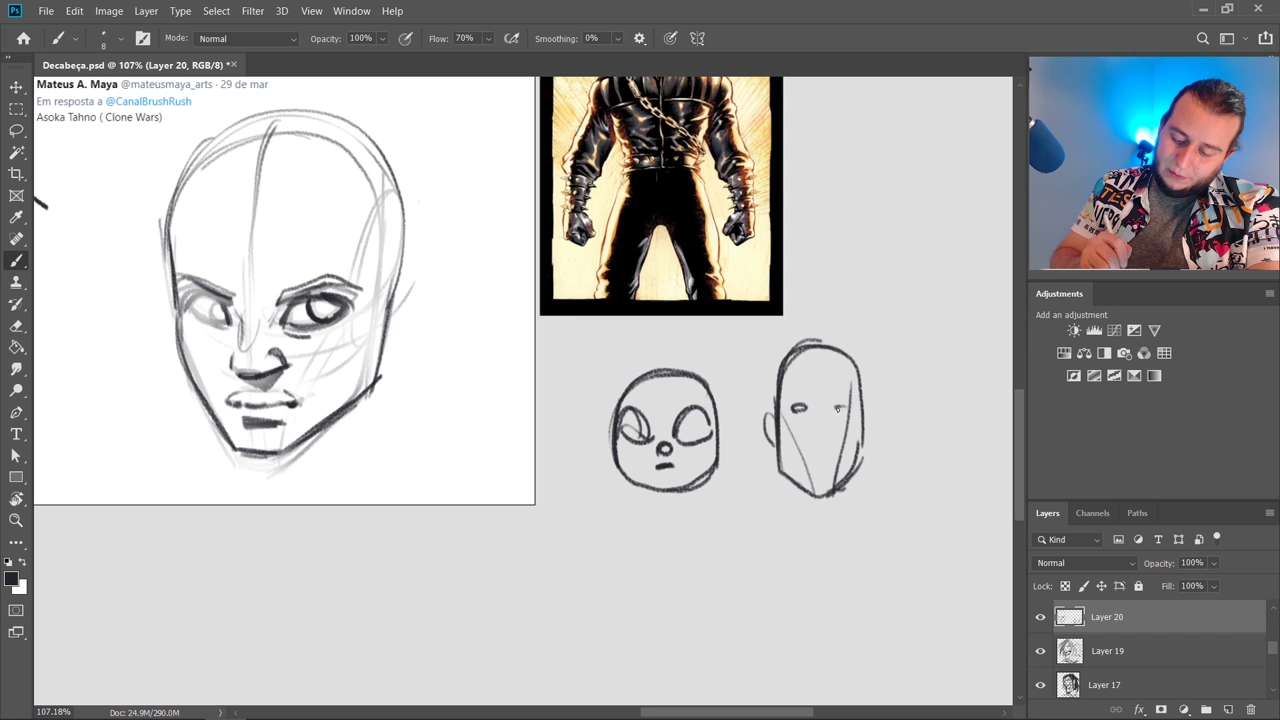 Ps File Edit Image Layer Type Select Filter 3D View Window Help
8 Mode: Normal Opacity: 100% Flow: 70% Smoothing: 0%
Decabeça.psd @ 107% (Layer 20, RGB/8) *
Mateus A. Maya @mateusmaya_arts · 29 de mar
Em resposta a @CanalBrushRush
Asoka Tahno ( Clone Wars)
Adjustments
Add an adjustment
Layers Channels Paths
Kind
Normal Opacity: 100%
Lock: Fill: 100%
Layer 20
Layer 19
Layer 17
107.18% Doc: 24.9M/290.0M